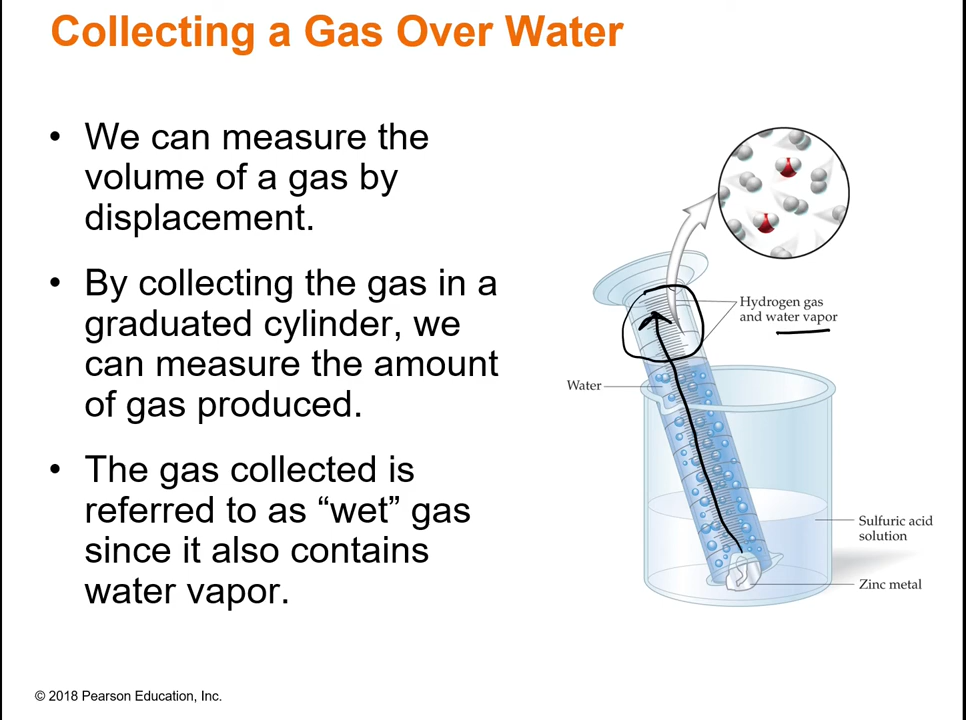 Collecting a Gas Over Water
• We can measure the
volume of a gas by
displacement.
• By collecting the gas in a
graduated cylinder, we
can measure the amount
of gas produced.
• The gas collected is
referred to as “wet” gas
since it also contains
water vapor.
Hydrogen gas
and water vapor
Water
Sulfuric acid
solution
Zinc metal
© 2018 Pearson Education, Inc.